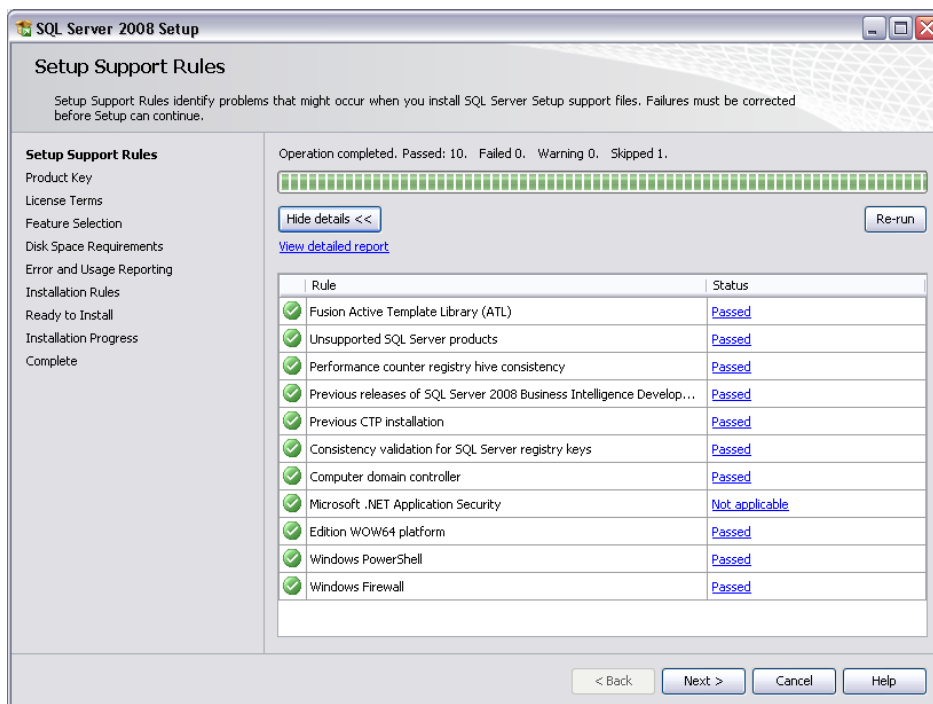 SQL Server 2008 Setup
Setup Support Rules
Setup Support Rules identify problems that might occur when you install SQL Server Setup support files. Failures must be corrected
before Setup can continue.
Setup Support Rules
Product Key
License Terms
Feature Selection
Disk Space Requirements
Error and Usage Reporting
Installation Rules
Ready to Install
Installation Progress
Complete
Operation completed. Passed: 10. Failed 0. Warning 0. Skipped 1.
Hide details << Re-run
View detailed report
Rule Status
Fusion Active Template Library (ATL) Passed
Unsupported SQL Server products Passed
Performance counter registry hive consistency Passed
Previous releases of SQL Server 2008 Business Intelligence Develop... Passed
Previous CTP installation Passed
Consistency validation for SQL Server registry keys Passed
Computer domain controller Passed
Microsoft .NET Application Security Not applicable
Edition WOW64 platform Passed
Windows PowerShell Passed
Windows Firewall Passed
< Back Next > Cancel Help